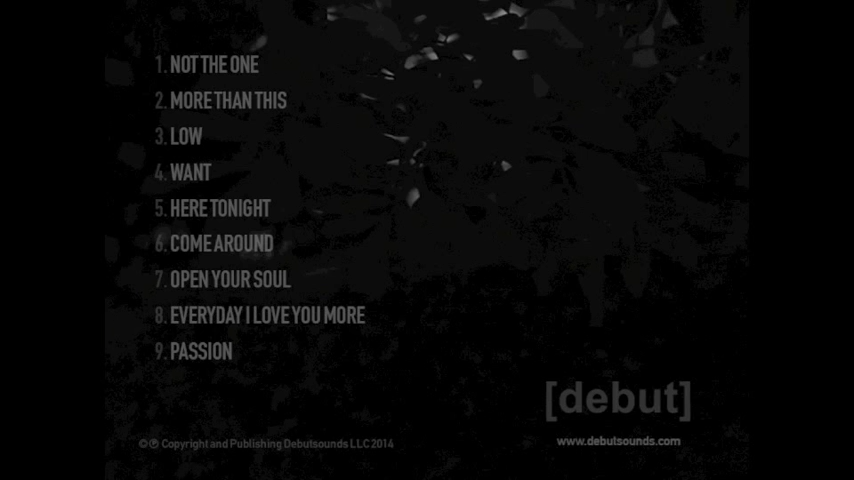 1. NOT THE ONE
2. MORE THAN THIS
3. LOW
4. WANT
5. HERE TONIGHT
6. COME AROUND
7. OPEN YOUR SOUL
8. EVERYDAY I LOVE YOU MORE
9. PASSION
[debut]
©℗ Copyright and Publishing Debutsounds LLC 2014
www.debutsounds.com